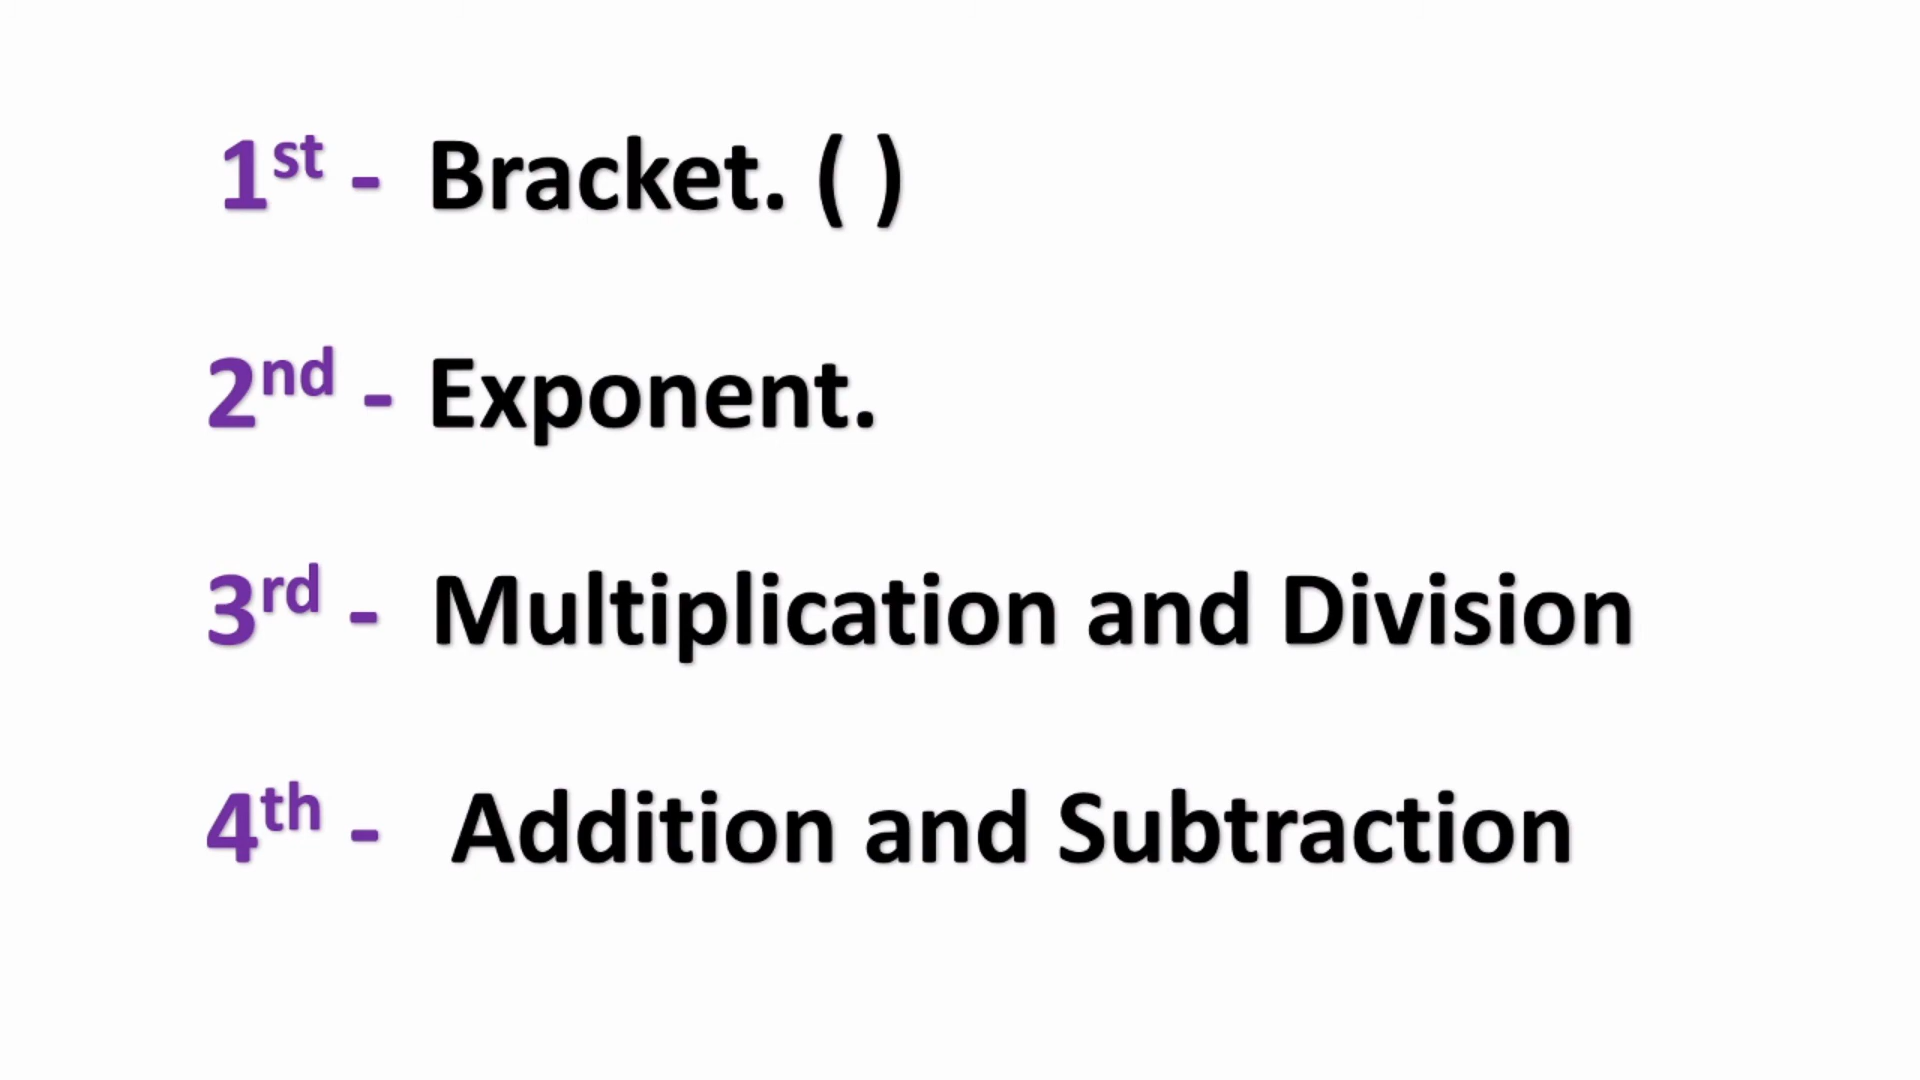 1st - Bracket. ( )
2nd - Exponent.
3rd - Multiplication and Division
4th - Addition and Subtraction